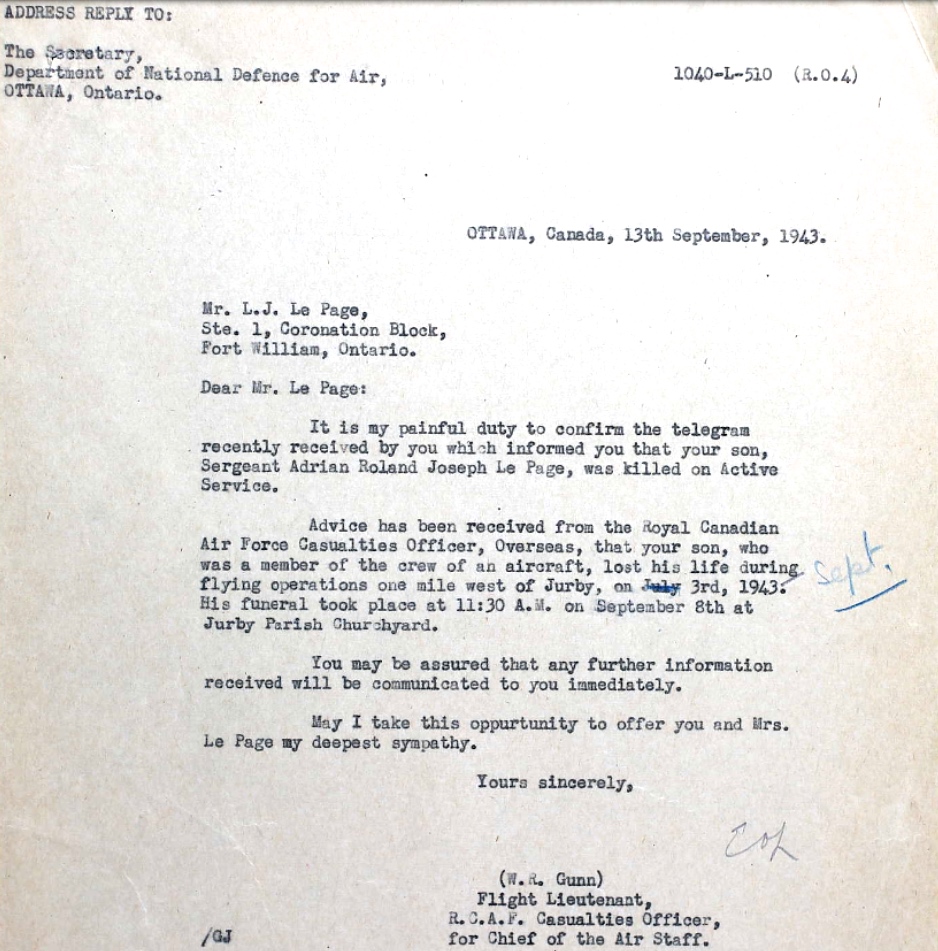 ADDRESS REPLY TO:
The Secretary,
Department of National Defence for Air,
OTTAWA, Ontario.
1040-L-510 (R.O.4)
OTTAWA, Canada, 13th September, 1943.
Mr. L.J. Le Page,
Ste. 1, Coronation Block,
Fort William, Ontario.
Dear Mr. Le Page:
It is my painful duty to confirm the telegram
recently received by you which informed you that your son,
Sergeant Adrian Roland Joseph Le Page, was killed on Active
Service.
Advice has been received from the Royal Canadian
Air Force Casualties Officer, Overseas, that your son, who
was a member of the crew of an aircraft, lost his life during
flying operations one mile west of Jurby, on July 3rd, 1943. Sept.
His funeral took place at 11:30 A.M. on September 8th at
Jurby Parish Churchyard.
You may be assured that any further information
received will be communicated to you immediately.
May I take this oppurtunity to offer you and Mrs.
Le Page my deepest sympathy.
Yours sincerely,
(W.R. Gunn)
Flight Lieutenant,
R.C.A.F. Casualties Officer,
for Chief of the Air Staff.
/GJ